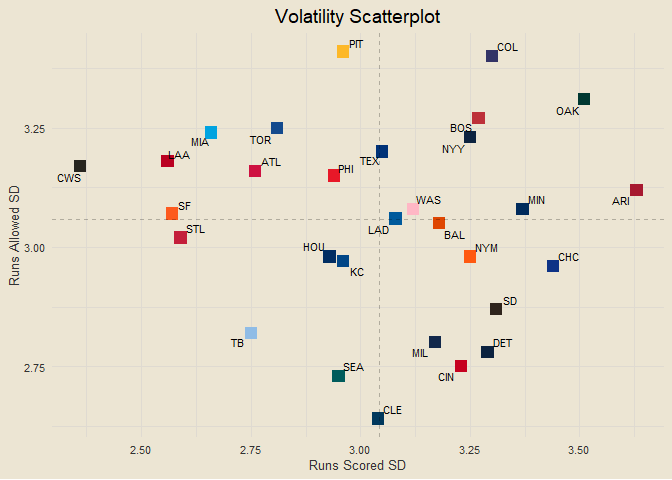 Volatility Scatterplot
PIT
COL
OAK
BOS
NYY
TOR
MIA
LAA
CWS
ATL
PHI
TEX
ARI
SF
STL
WAS
LAD
BAL
MIN
HOU
KC
NYM
CHC
SD
TB
MIL
DET
CIN
SEA
CLE
3.25
3.00
2.75
Runs Allowed SD
2.50
2.75
3.00
3.25
3.50
Runs Scored SD